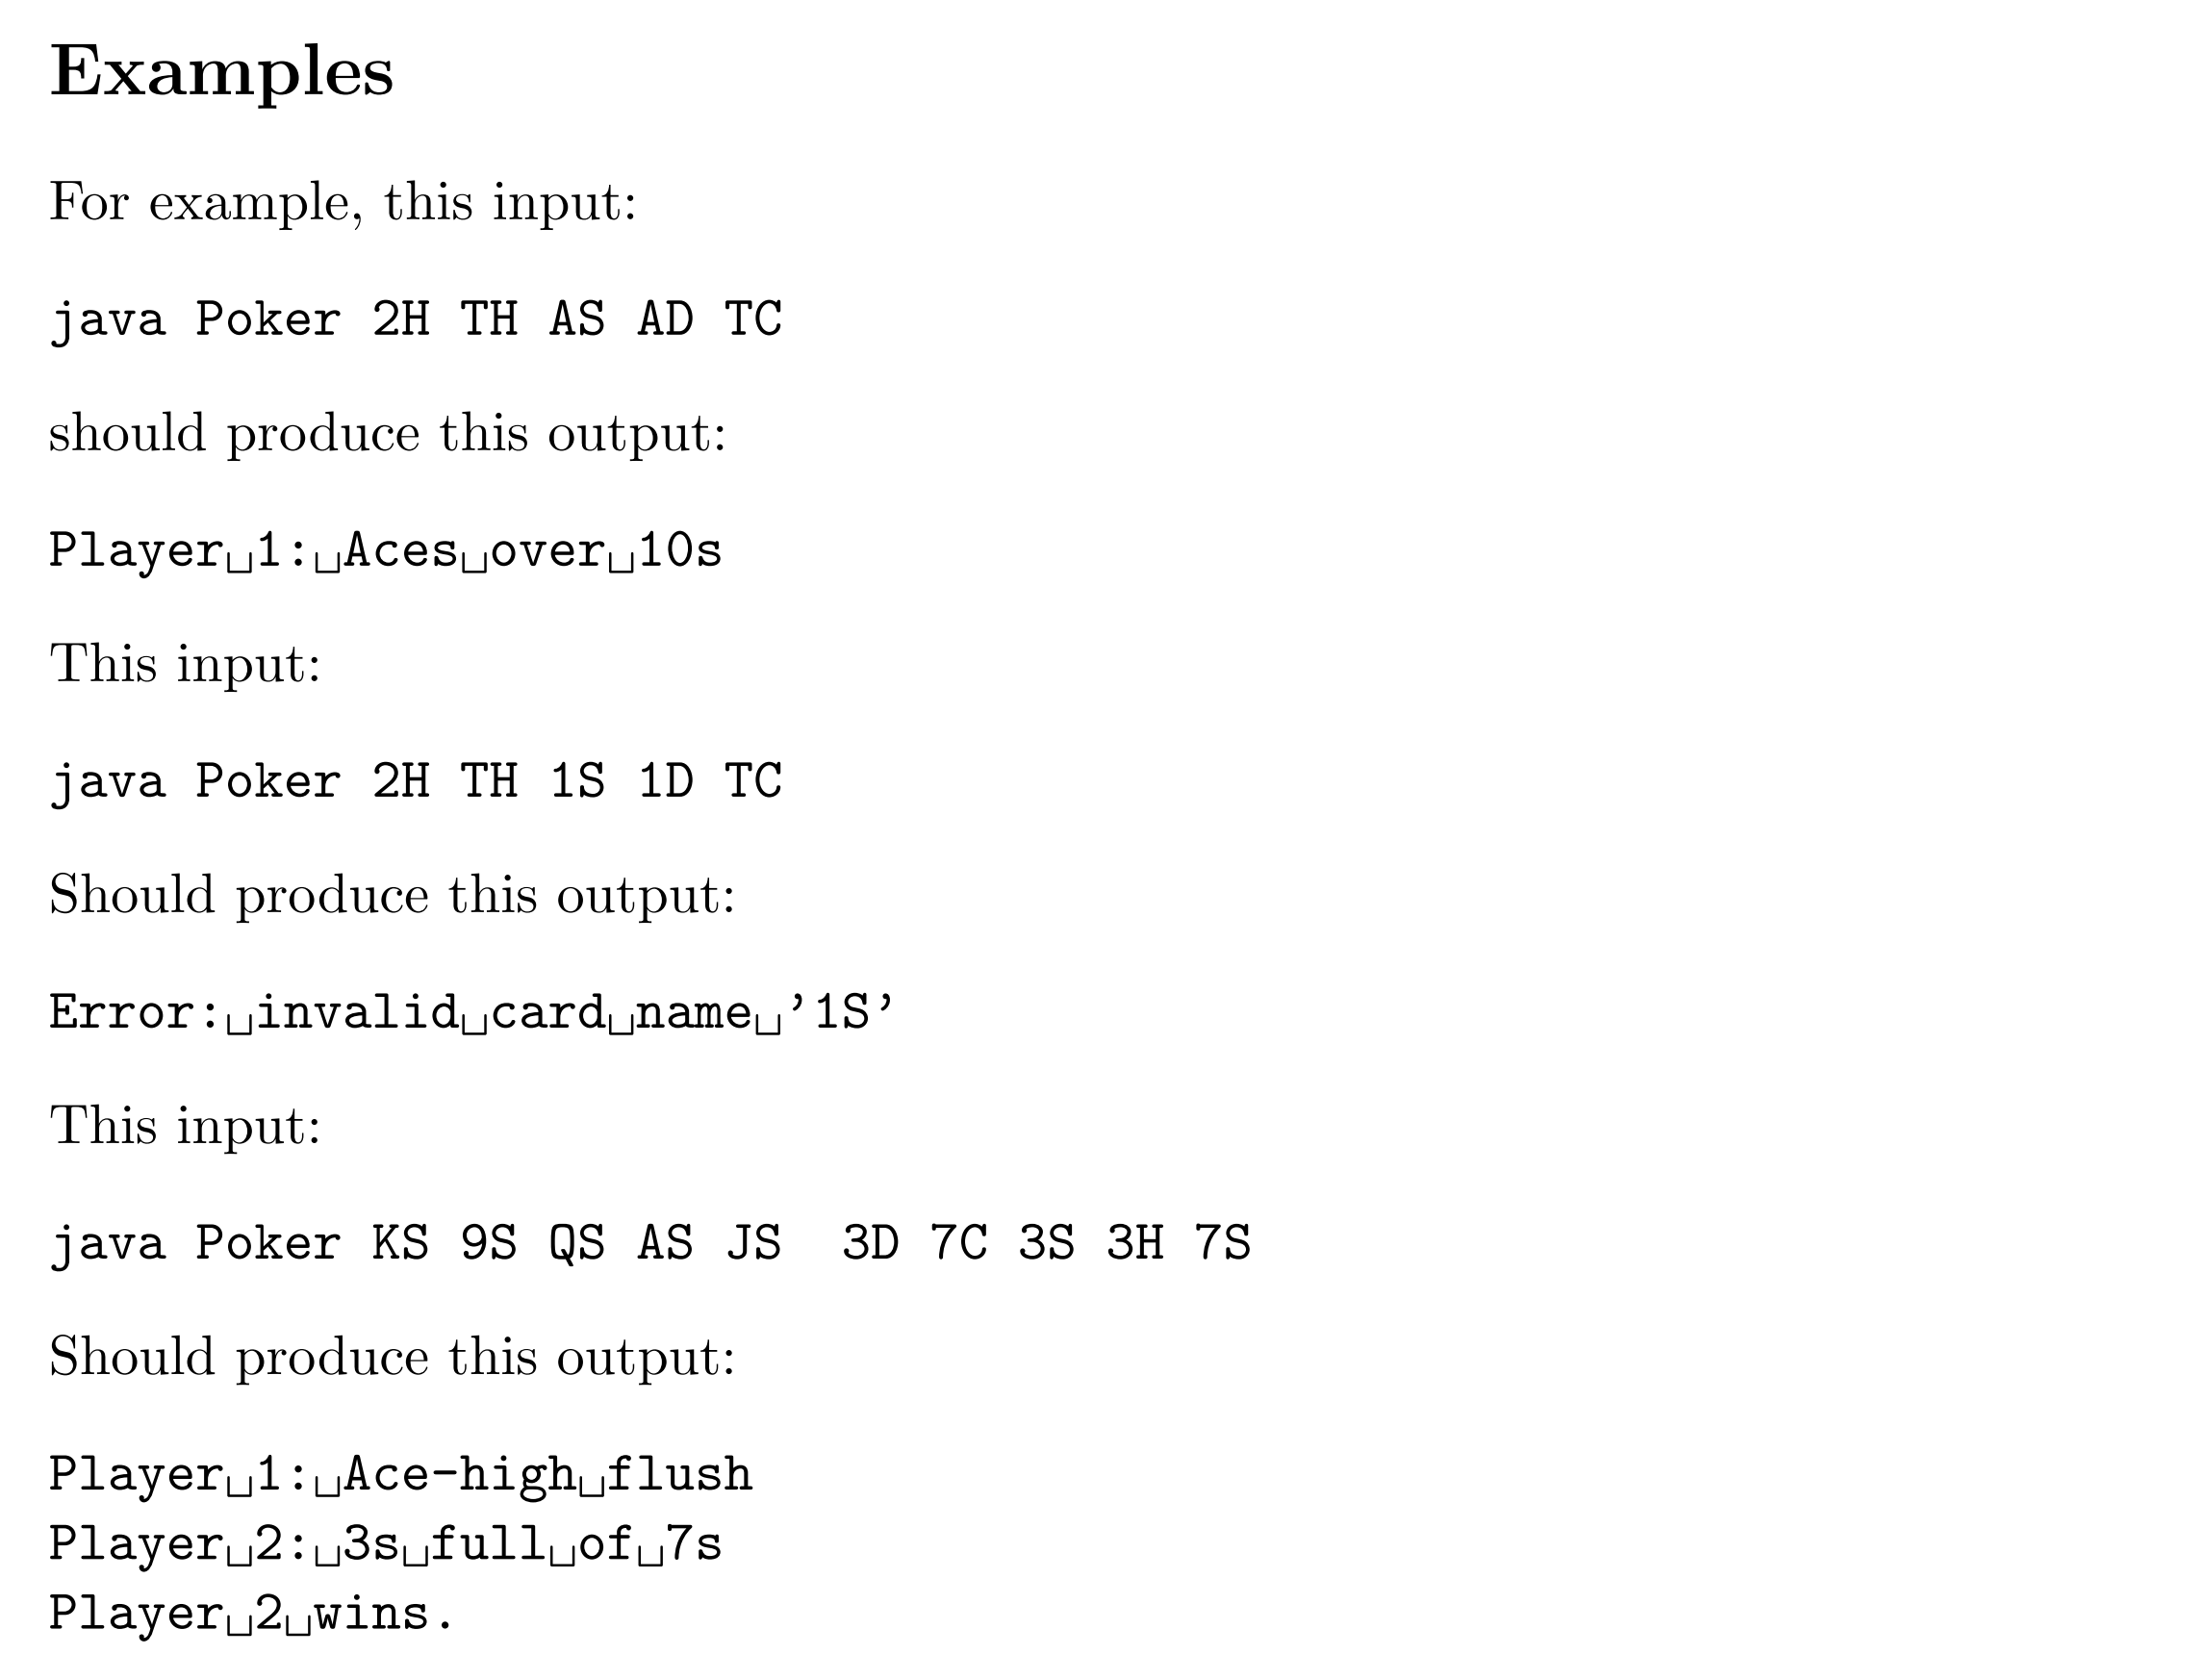 Examples
For example, this input:
java Poker 2H TH AS AD TC
should produce this output:
Player␣1:␣Aces␣over␣10s
This input:
java Poker 2H TH 1S 1D TC
Should produce this output:
Error:␣invalid␣card␣name␣’1S’
This input:
java Poker KS 9S QS AS JS  3D 7C 3S 3H 7S
Should produce this output:
Player␣1:␣Ace-high␣flush
Player␣2:␣3s␣full␣of␣7s
Player␣2␣wins.